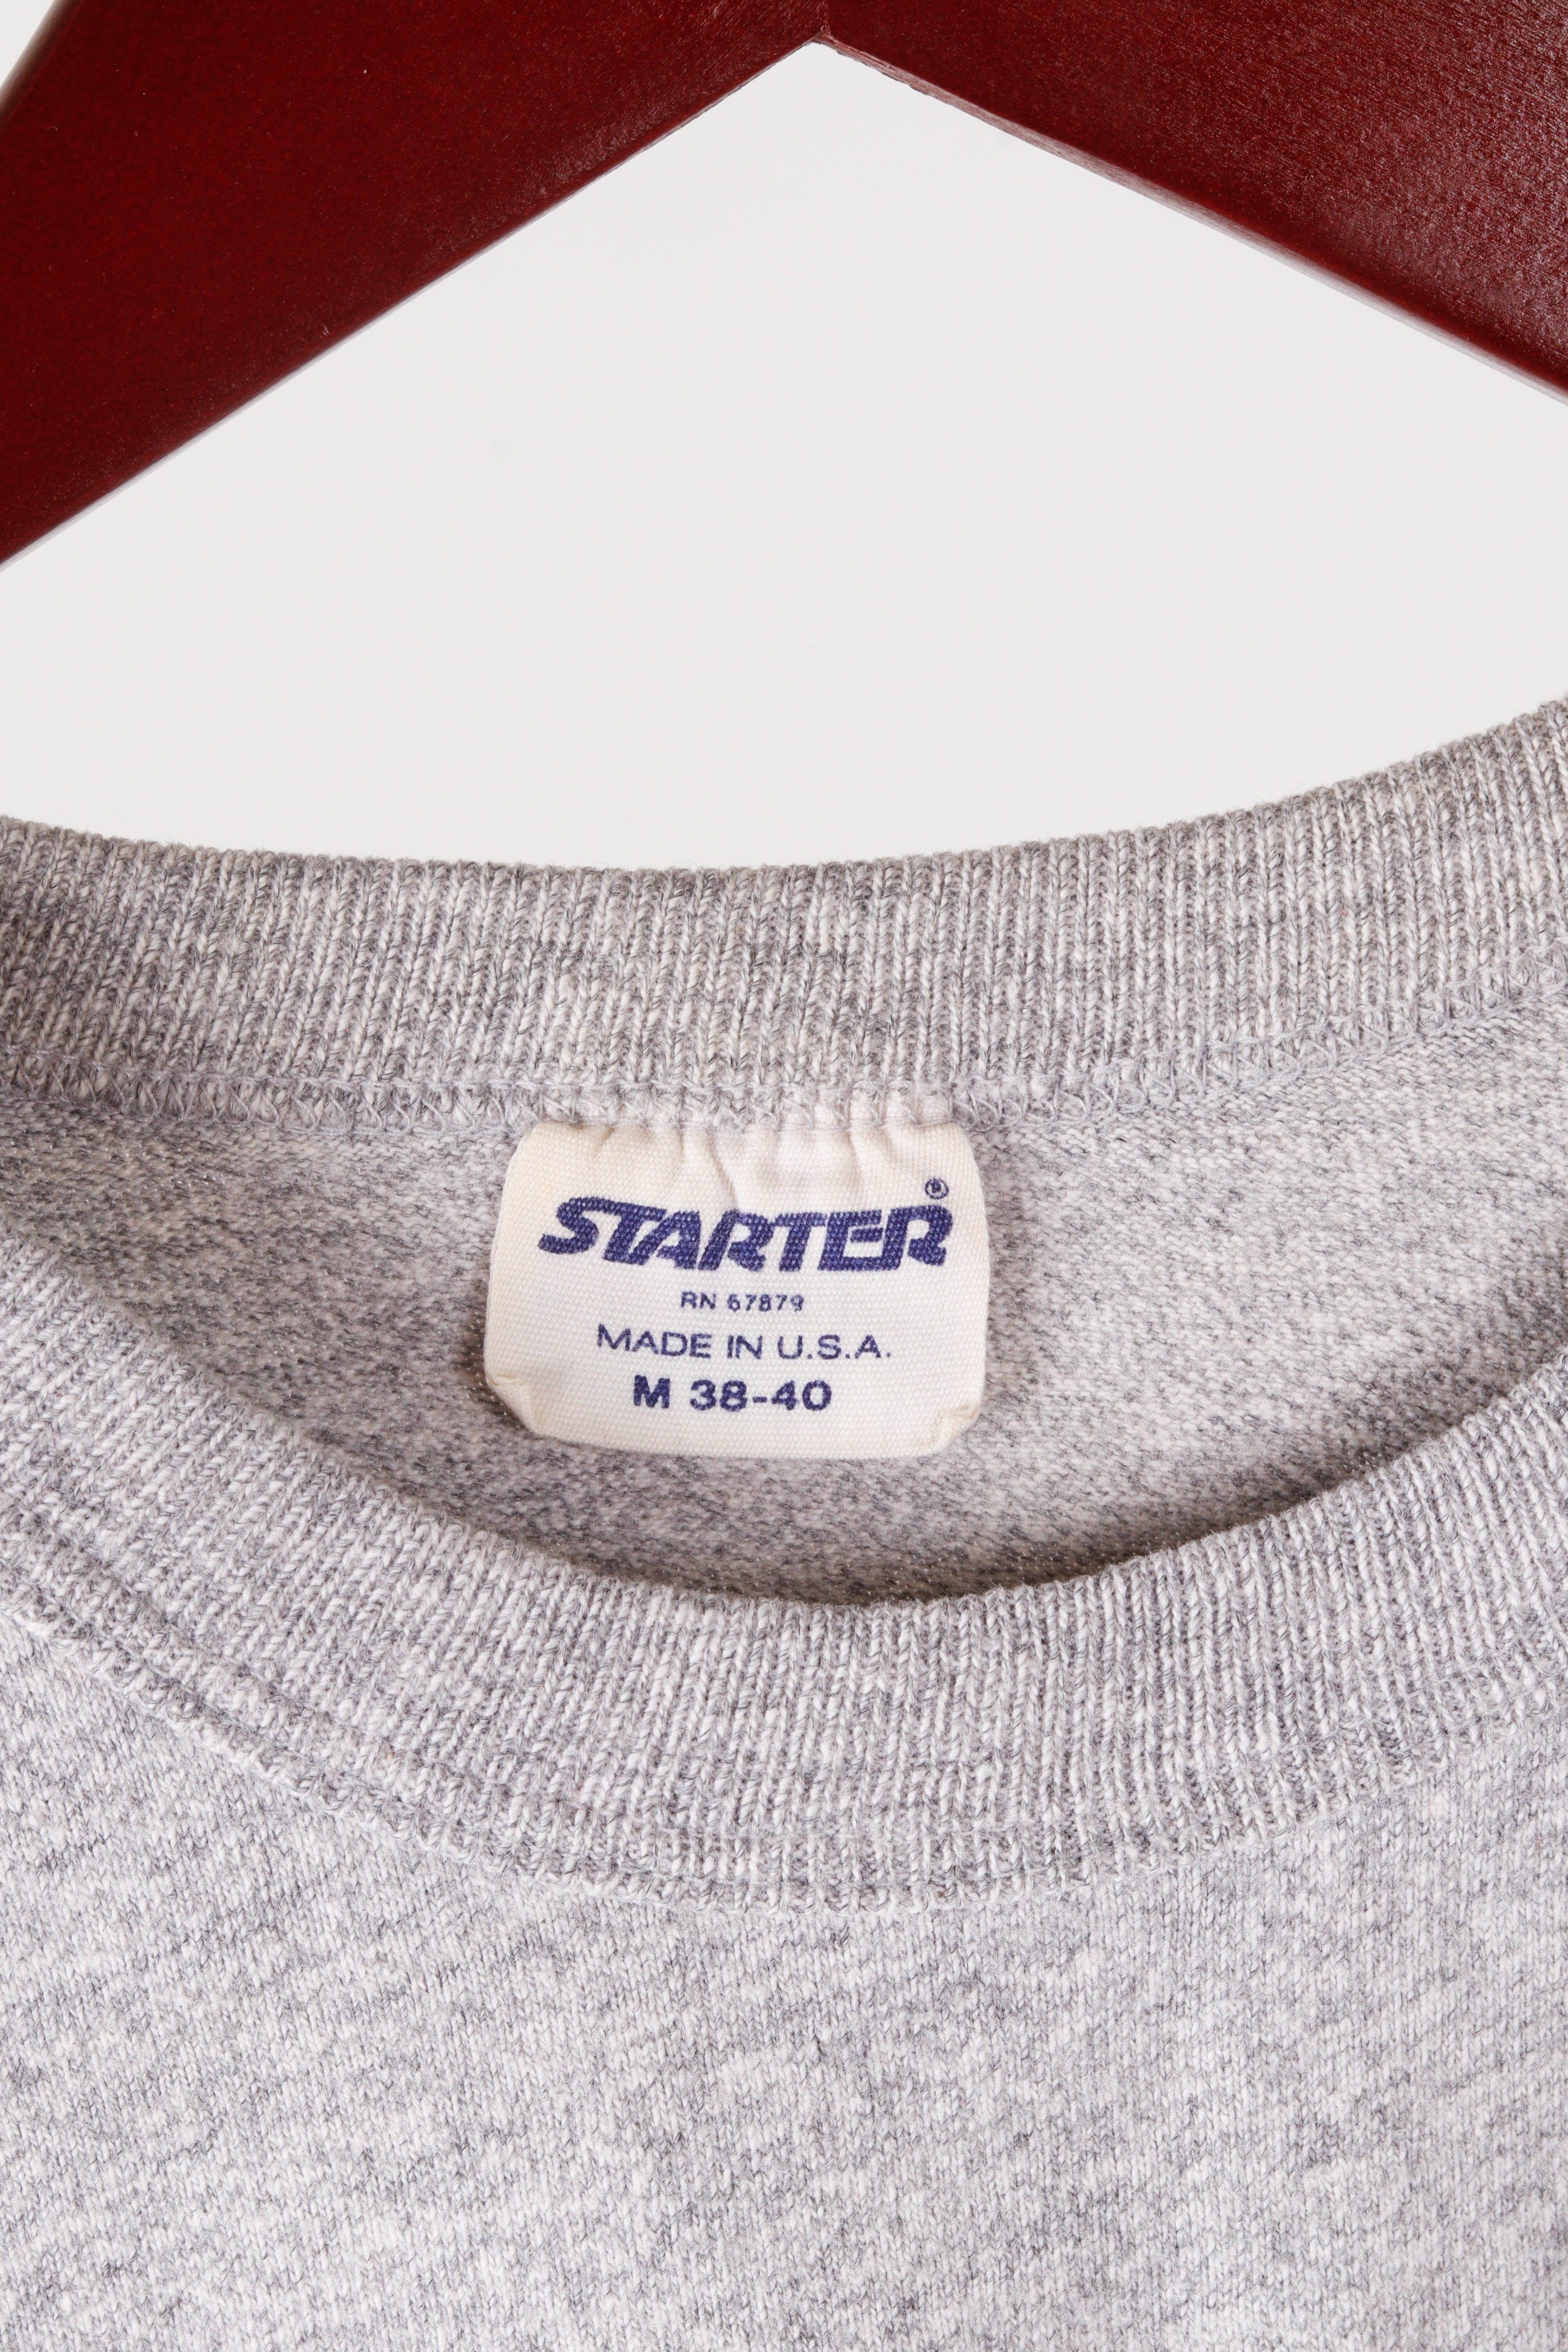 STARTER®
RN 67879
MADE IN U.S.A.
M 38-40